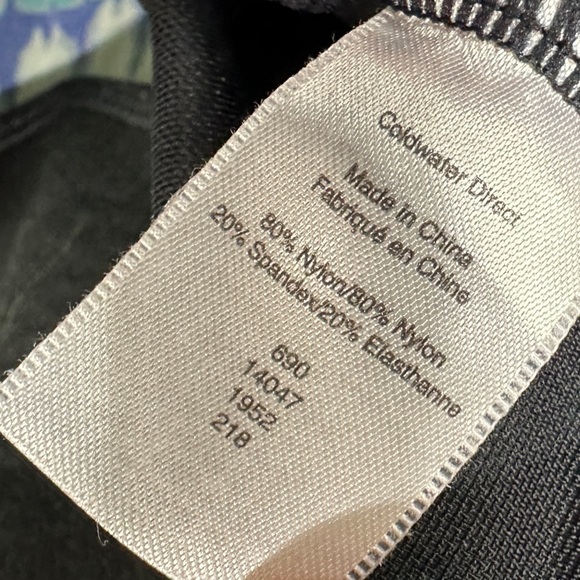 Coldwater Direct
Made in China
Fabriqué en Chine
80% Nylon/80% Nylon
20% Spandex/20% Elasthanne
690
14047
1952
218